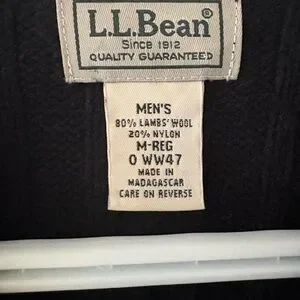 L.L.Bean®
Since 1912
QUALITY GUARANTEED
MEN'S
80% LAMBS' WOOL
20% NYLON
M-REG
0 WW47
MADE IN
MADAGASCAR
CARE ON REVERSE